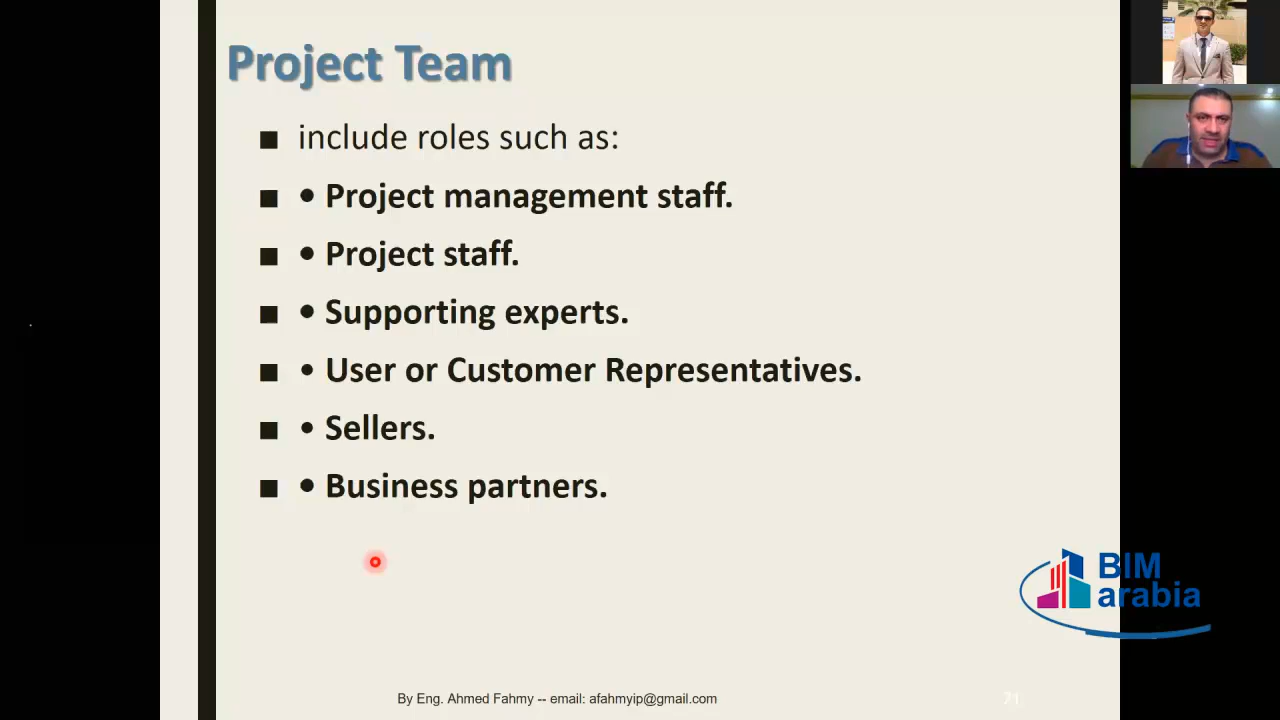 Project Team
■ include roles such as:
■ • Project management staff.
■ • Project staff.
■ • Supporting experts.
■ • User or Customer Representatives.
■ • Sellers.
■ • Business partners.
BIM
arabia
By Eng. Ahmed Fahmy -- email: afahmyip@gmail.com
21